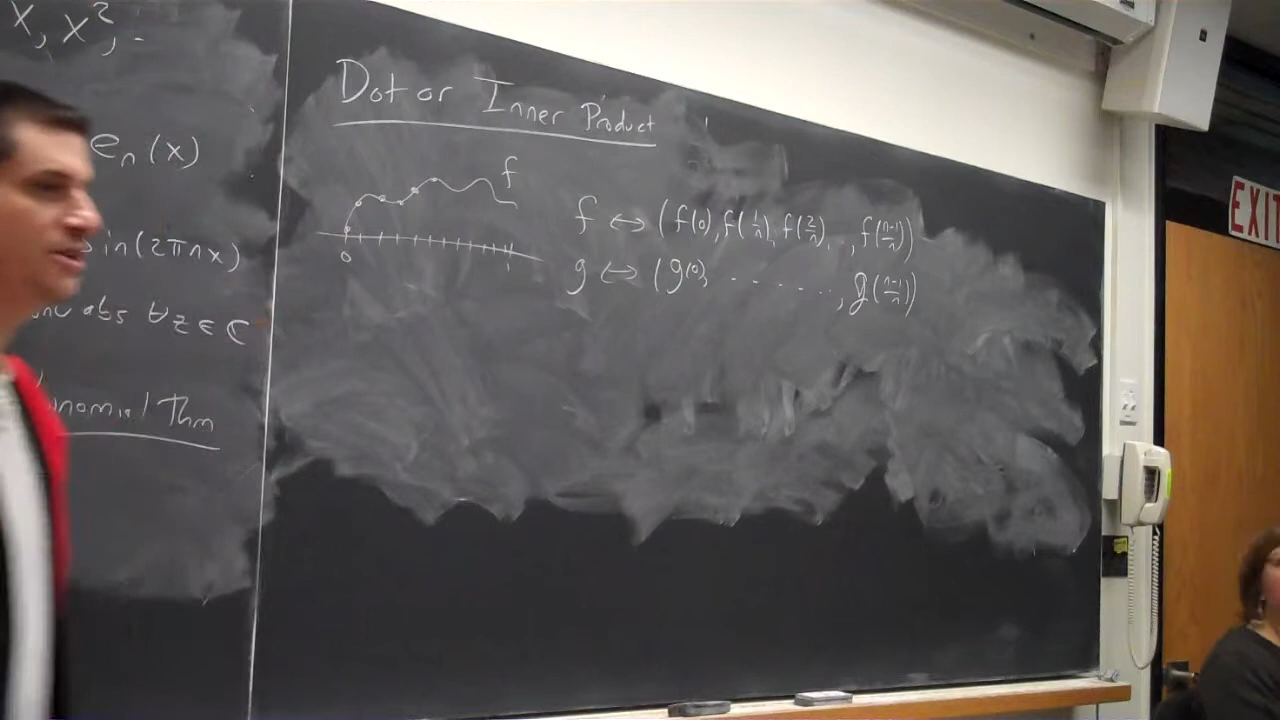 x, x², ..
eₙ(x)
in(2πnx)
abs ∀z ∈ ℂ
nomial Thm
Dot or Inner Product
f
0
1
f ↔ (f(0), f(1/n), f(2/n), .., f(n-1/n))
g ↔ (g(0), ......., g(n-1/n))
EXIT